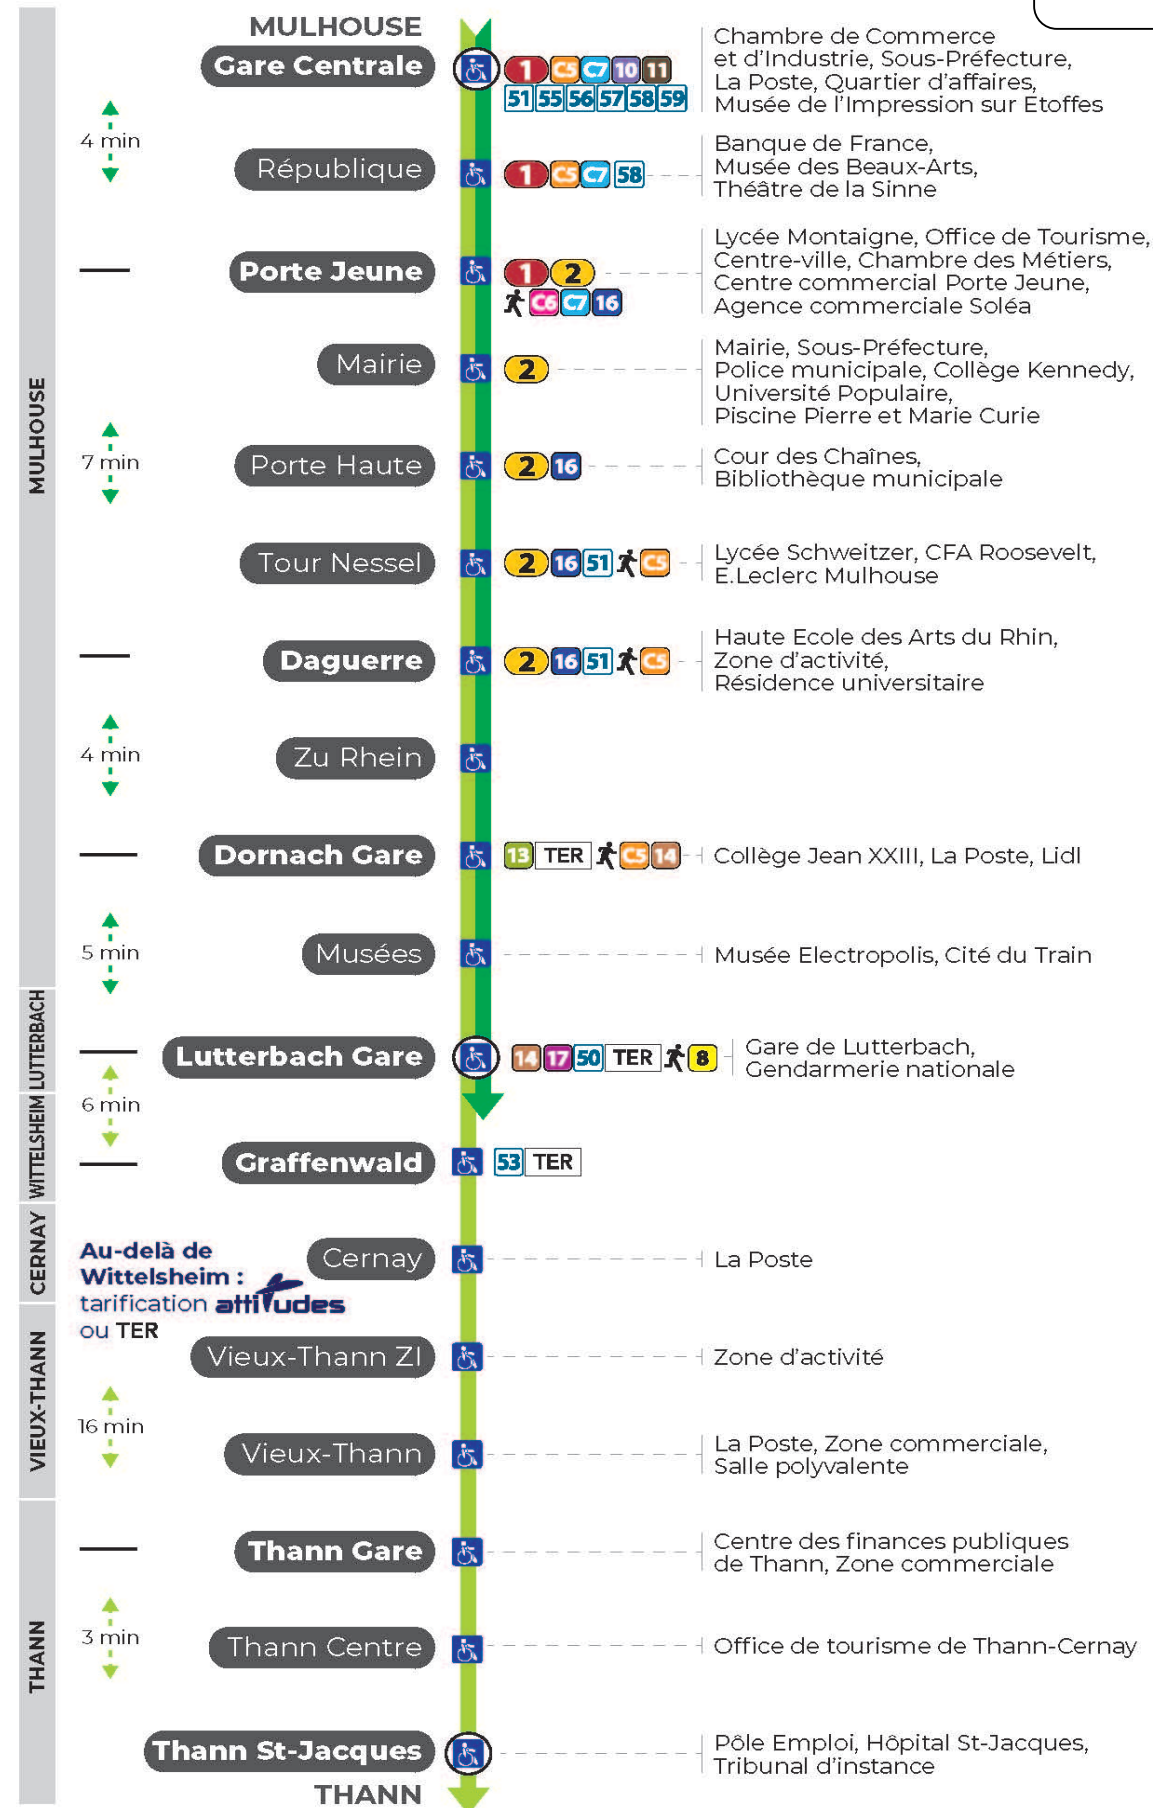 MULHOUSE
Gare Centrale
1 C5 C7 10 11
51 55 56 57 58 59
Chambre de Commerce
et d'Industrie, Sous-Préfecture,
La Poste, Quartier d'affaires,
Musée de l'Impression sur Etoffes
4 min
République
1 C5 C7 58
Banque de France,
Musée des Beaux-Arts,
Théâtre de la Sinne
Porte Jeune
1 2
C6 C7 16
Lycée Montaigne, Office de Tourisme,
Centre-ville, Chambre des Métiers,
Centre commercial Porte Jeune,
Agence commerciale Soléa
Mairie
2
Mairie, Sous-Préfecture,
Police municipale, Collège Kennedy,
Université Populaire,
Piscine Pierre et Marie Curie
MULHOUSE
7 min
Porte Haute
2 16
Cour des Chaînes,
Bibliothèque municipale
Tour Nessel
2 16 51 C5
Lycée Schweitzer, CFA Roosevelt,
E.Leclerc Mulhouse
Daguerre
2 16 51 C5
Haute Ecole des Arts du Rhin,
Zone d'activité,
Résidence universitaire
4 min
Zu Rhein
Dornach Gare
13 TER C5 14
Collège Jean XXIII, La Poste, Lidl
5 min
Musées
Musée Electropolis, Cité du Train
LUTTERBACH
Lutterbach Gare
14 17 50 TER 8
Gare de Lutterbach,
Gendarmerie nationale
6 min
WITTELSHEIM
Graffenwald
53 TER
CERNAY
Au-delà de
Wittelsheim :
tarification attitudes
ou TER
Cernay
La Poste
VIEUX-THANN
Vieux-Thann ZI
Zone d'activité
16 min
Vieux-Thann
La Poste, Zone commerciale,
Salle polyvalente
Thann Gare
Centre des finances publiques
de Thann, Zone commerciale
THANN
3 min
Thann Centre
Office de tourisme de Thann-Cernay
Thann St-Jacques
Pôle Emploi, Hôpital St-Jacques,
Tribunal d'instance
THANN